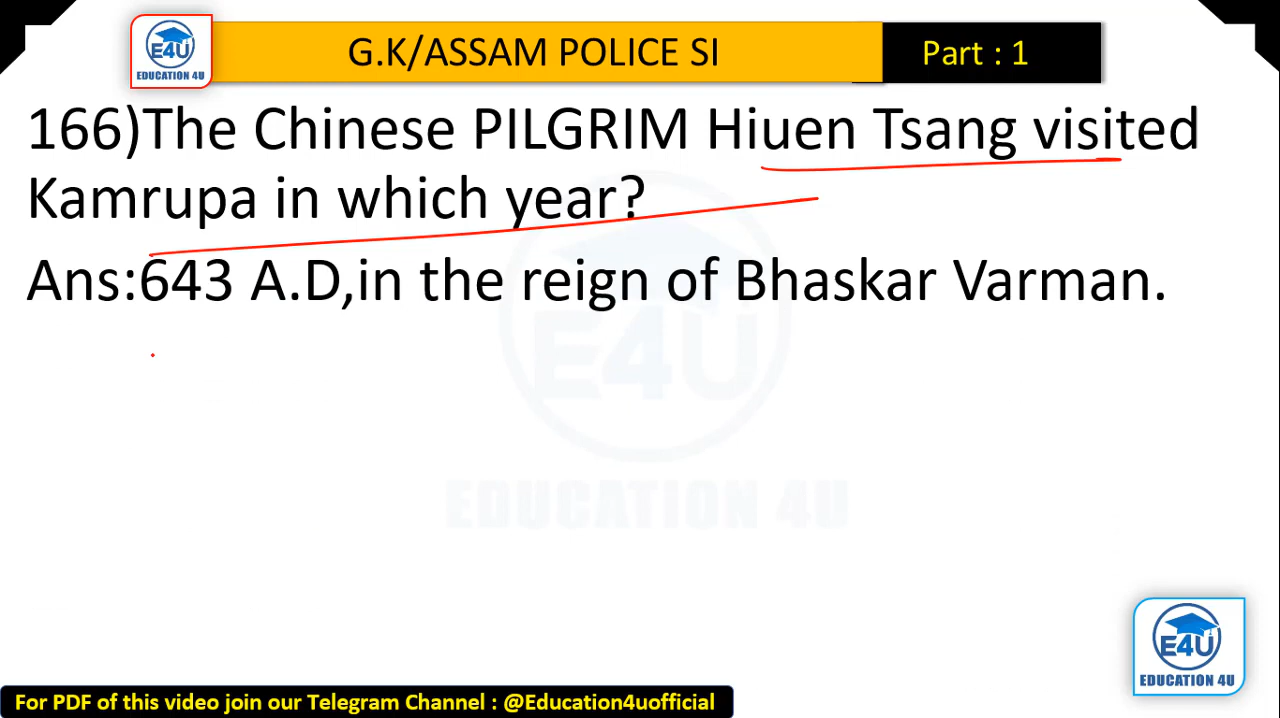 E4U
EDUCATION 4U
G.K/ASSAM POLICE SI
Part : 1
166)The Chinese PILGRIM Hiuen Tsang visited
Kamrupa in which year?
Ans:643 A.D,in the reign of Bhaskar Varman.
E4U
EDUCATION 4U
E4U
EDUCATION 4U
For PDF of this video join our Telegram Channel : @Education4uofficial